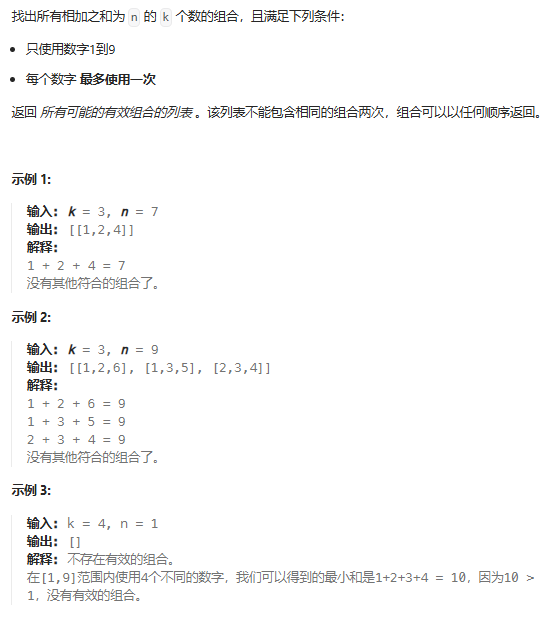 找出所有相加之和为 n 的 k 个数的组合，且满足下列条件：
只使用数字1到9
每个数字 最多使用一次
返回 所有可能的有效组合的列表 。该列表不能包含相同的组合两次，组合可以以任何顺序返回。
示例 1:
输入: k = 3, n = 7
输出: [[1,2,4]]
解释:
1 + 2 + 4 = 7
没有其他符合的组合了。
示例 2:
输入: k = 3, n = 9
输出: [[1,2,6], [1,3,5], [2,3,4]]
解释:
1 + 2 + 6 = 9
1 + 3 + 5 = 9
2 + 3 + 4 = 9
没有其他符合的组合了。
示例 3:
输入: k = 4, n = 1
输出: []
解释: 不存在有效的组合。
在[1,9]范围内使用4个不同的数字，我们可以得到的最小和是1+2+3+4 = 10，因为10 >
1，没有有效的组合。